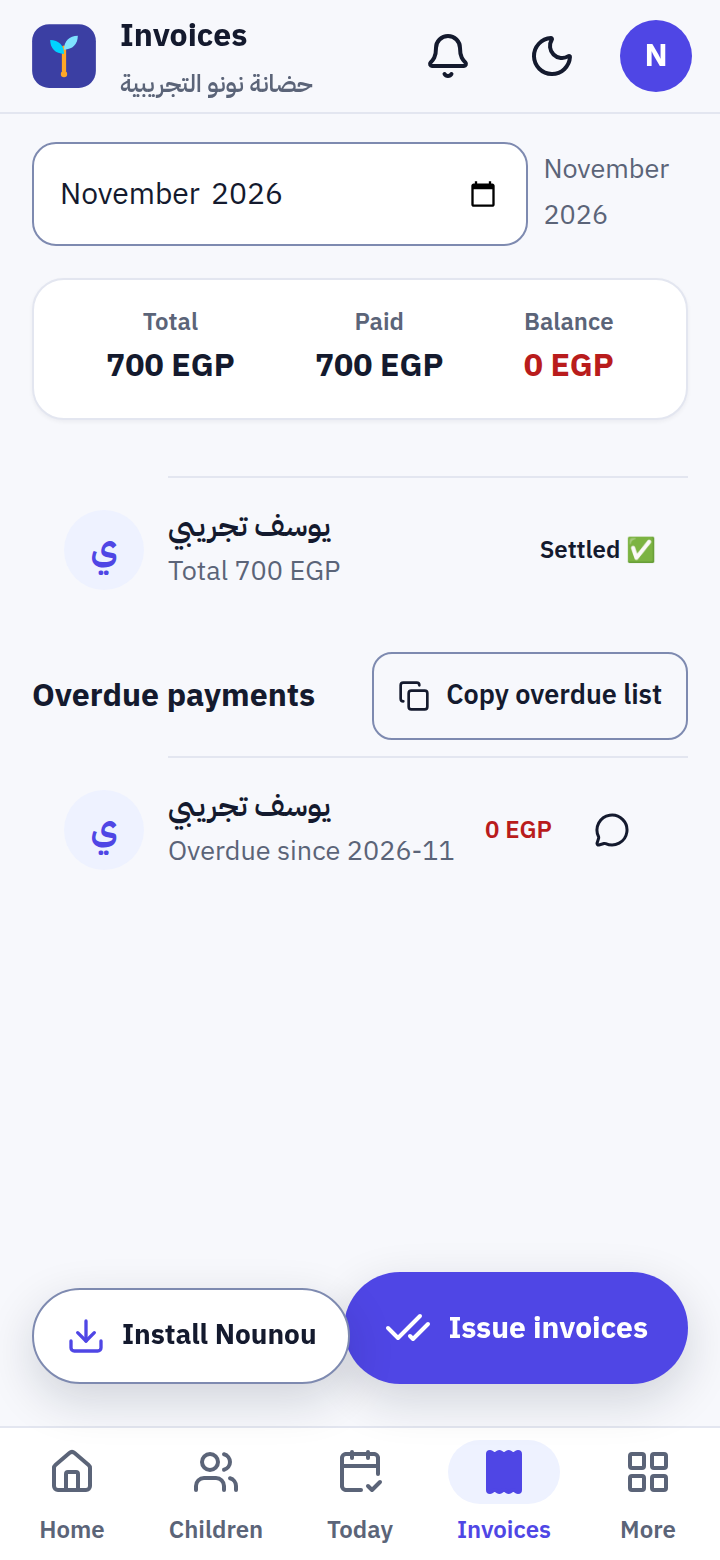 Invoices
حضانة نونو التجريبية
N
November 2026
November
2026
Total
Paid
Balance
700 EGP
700 EGP
0 EGP
ي
يوسف تجريبي
Total 700 EGP
Settled ✅
Overdue payments
Copy overdue list
ي
يوسف تجريبي
Overdue since 2026-11
0 EGP
Install Nounou
Issue invoices
Home
Children
Today
Invoices
More